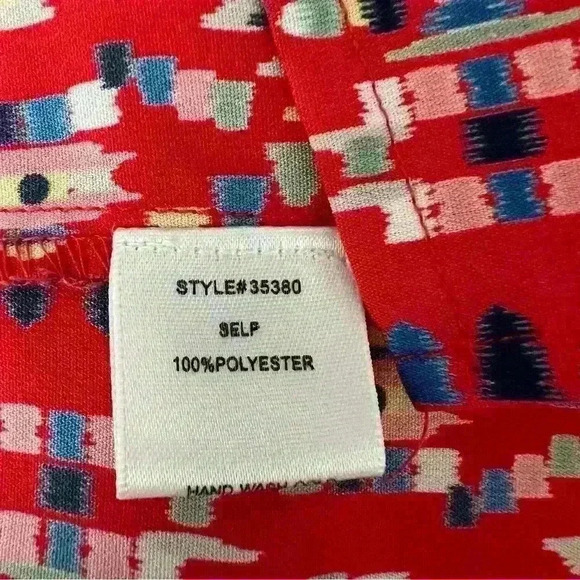 STYLE#35380
SELF
100%POLYESTER
HAND WASH